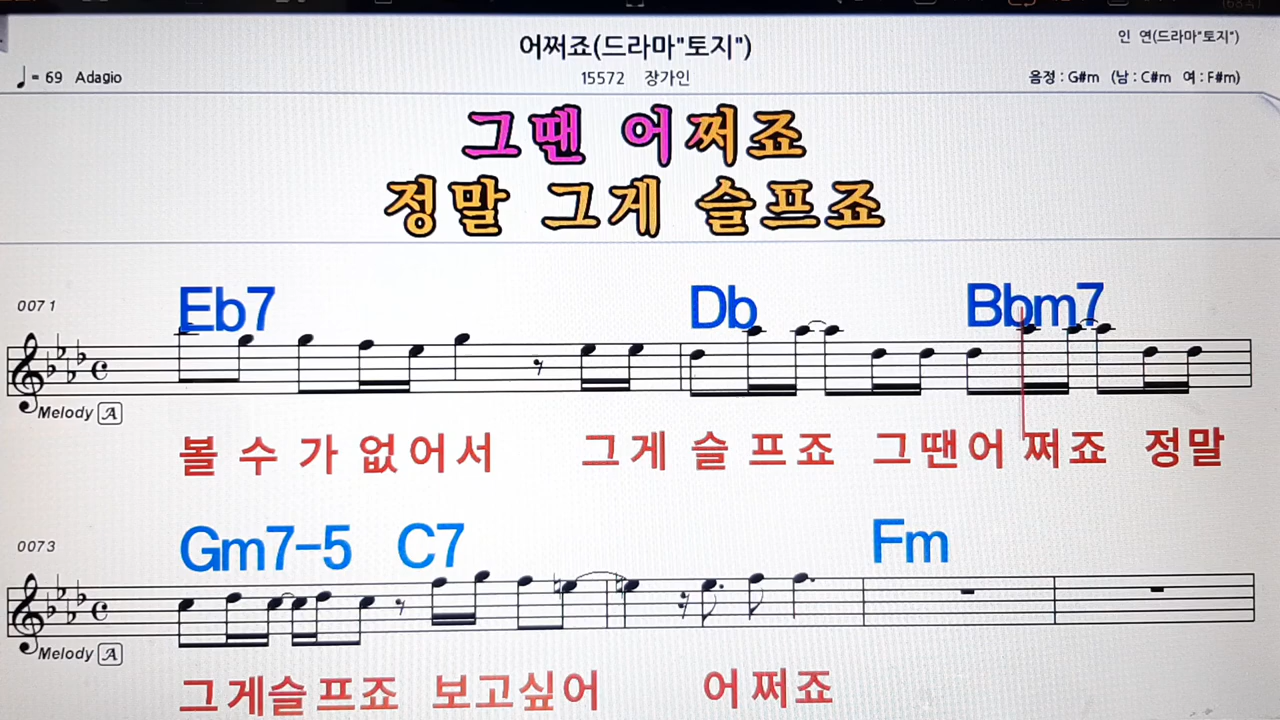 어쩌죠(드라마"토지")
인 연(드라마"토지")
♩= 69 Adagio
15572 장가인
음정 : G#m (남 : C#m 여 : F#m)
그땐 어쩌죠
정말 그게 슬프죠
0071
Eb7 Db Bbm7
Melody A
볼 수 가 없어서 그게 슬 프죠 그땐어 쩌죠 정말
0073
Gm7-5 C7 Fm
Melody A
그게슬프죠 보고싶어 어쩌죠